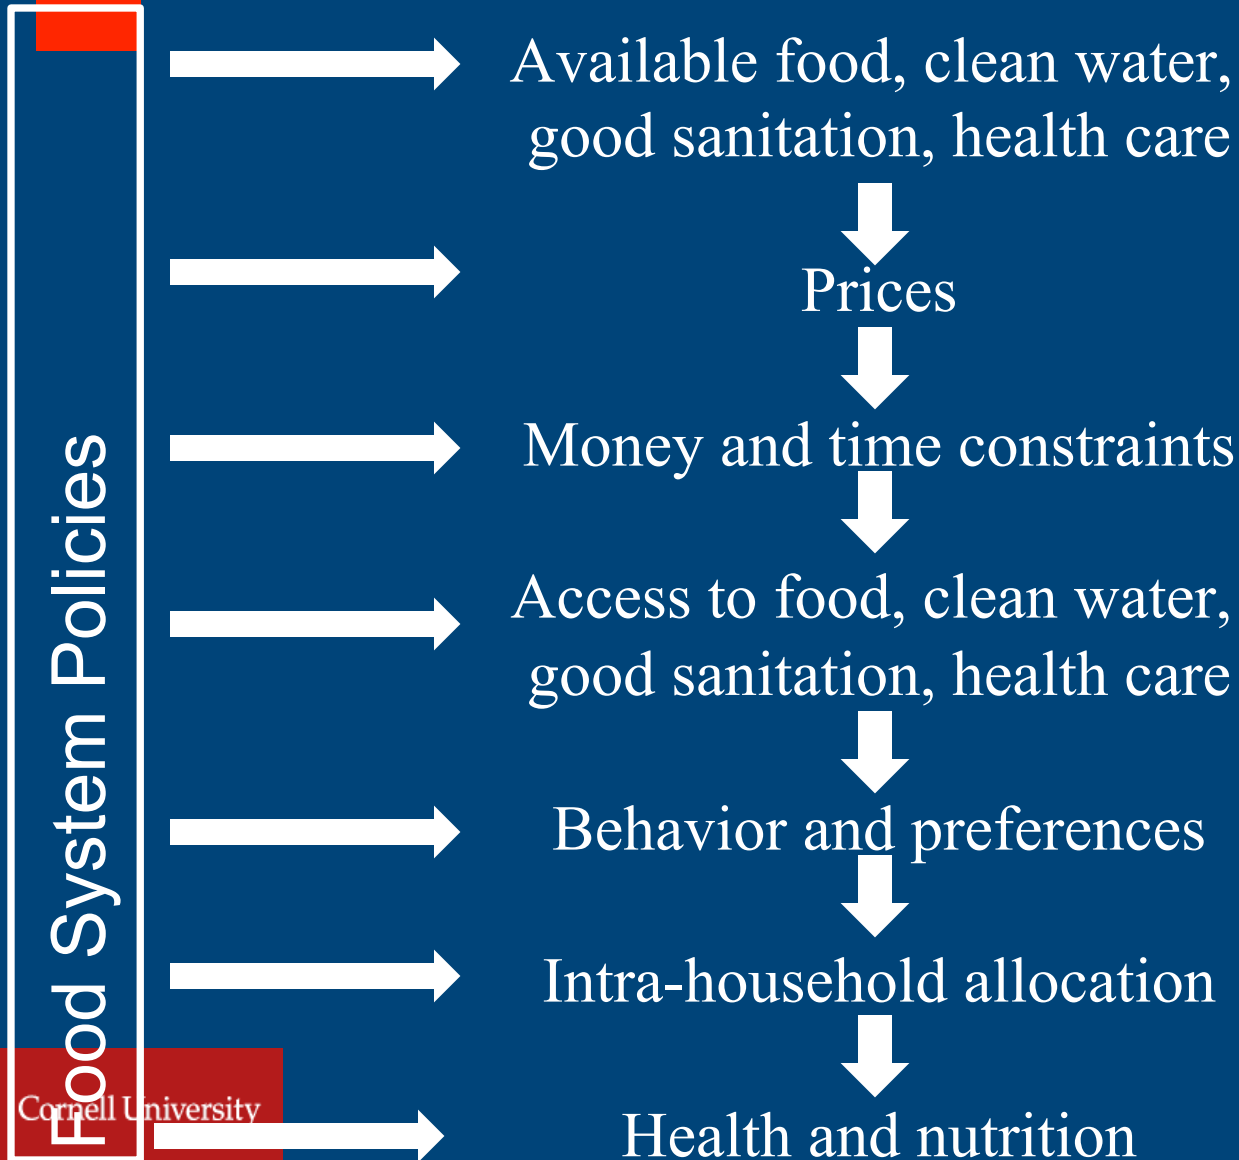 Food System Policies
Available food, clean water,
good sanitation, health care
Prices
Money and time constraints
Access to food, clean water,
good sanitation, health care
Behavior and preferences
Intra-household allocation
Health and nutrition
Cornell University